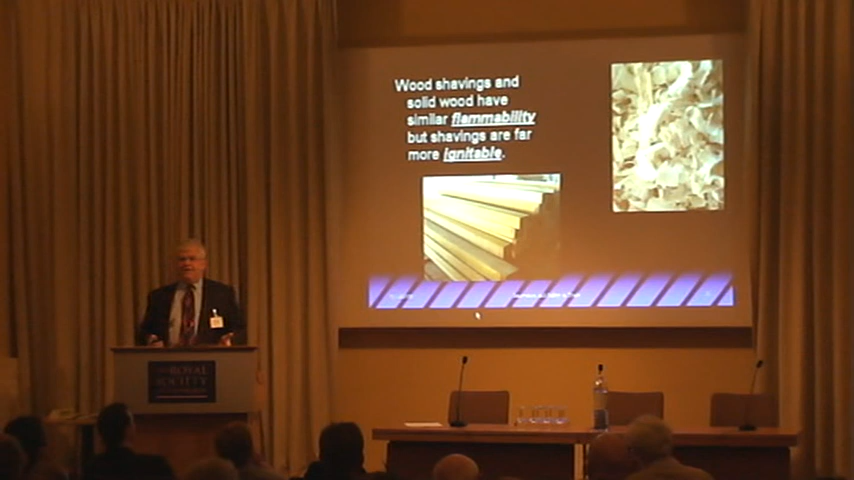 Wood shavings and
solid wood have
similar flammability
but shavings are far
more ignitable.
ROYAL
SOCIETY